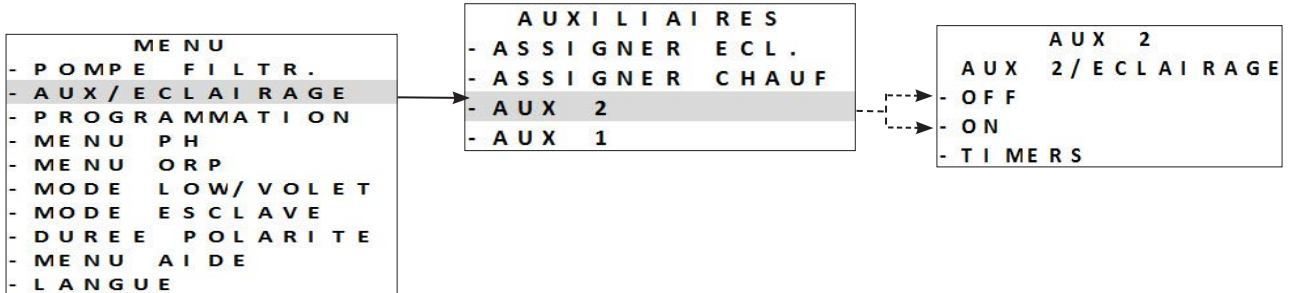 MENU
- POMPE FILTR.
- AUX/ECLAIRAGE
- PROGRAMMATION
- MENU PH
- MENU ORP
- MODE LOW/VOLET
- MODE ESCLAVE
- DUREE POLARITE
- MENU AIDE
- LANGUE
AUXILIAIRES
- ASSIGNER ECL.
- ASSIGNER CHAUF
- AUX 2
- AUX 1
AUX 2
AUX 2/ECLAIRAGE
- OFF
- ON
- TIMERS